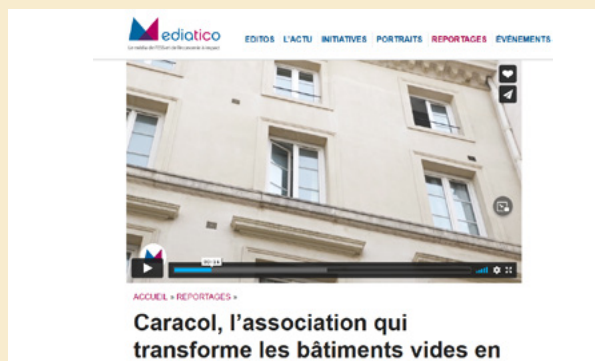 Mediatico
EDITOS L'ACTU INITIATIVES PORTRAITS REPORTAGES ÉVÉNEMENTS
ACCUEIL » REPORTAGES »
Caracol, l'association qui
transforme les bâtiments vides en